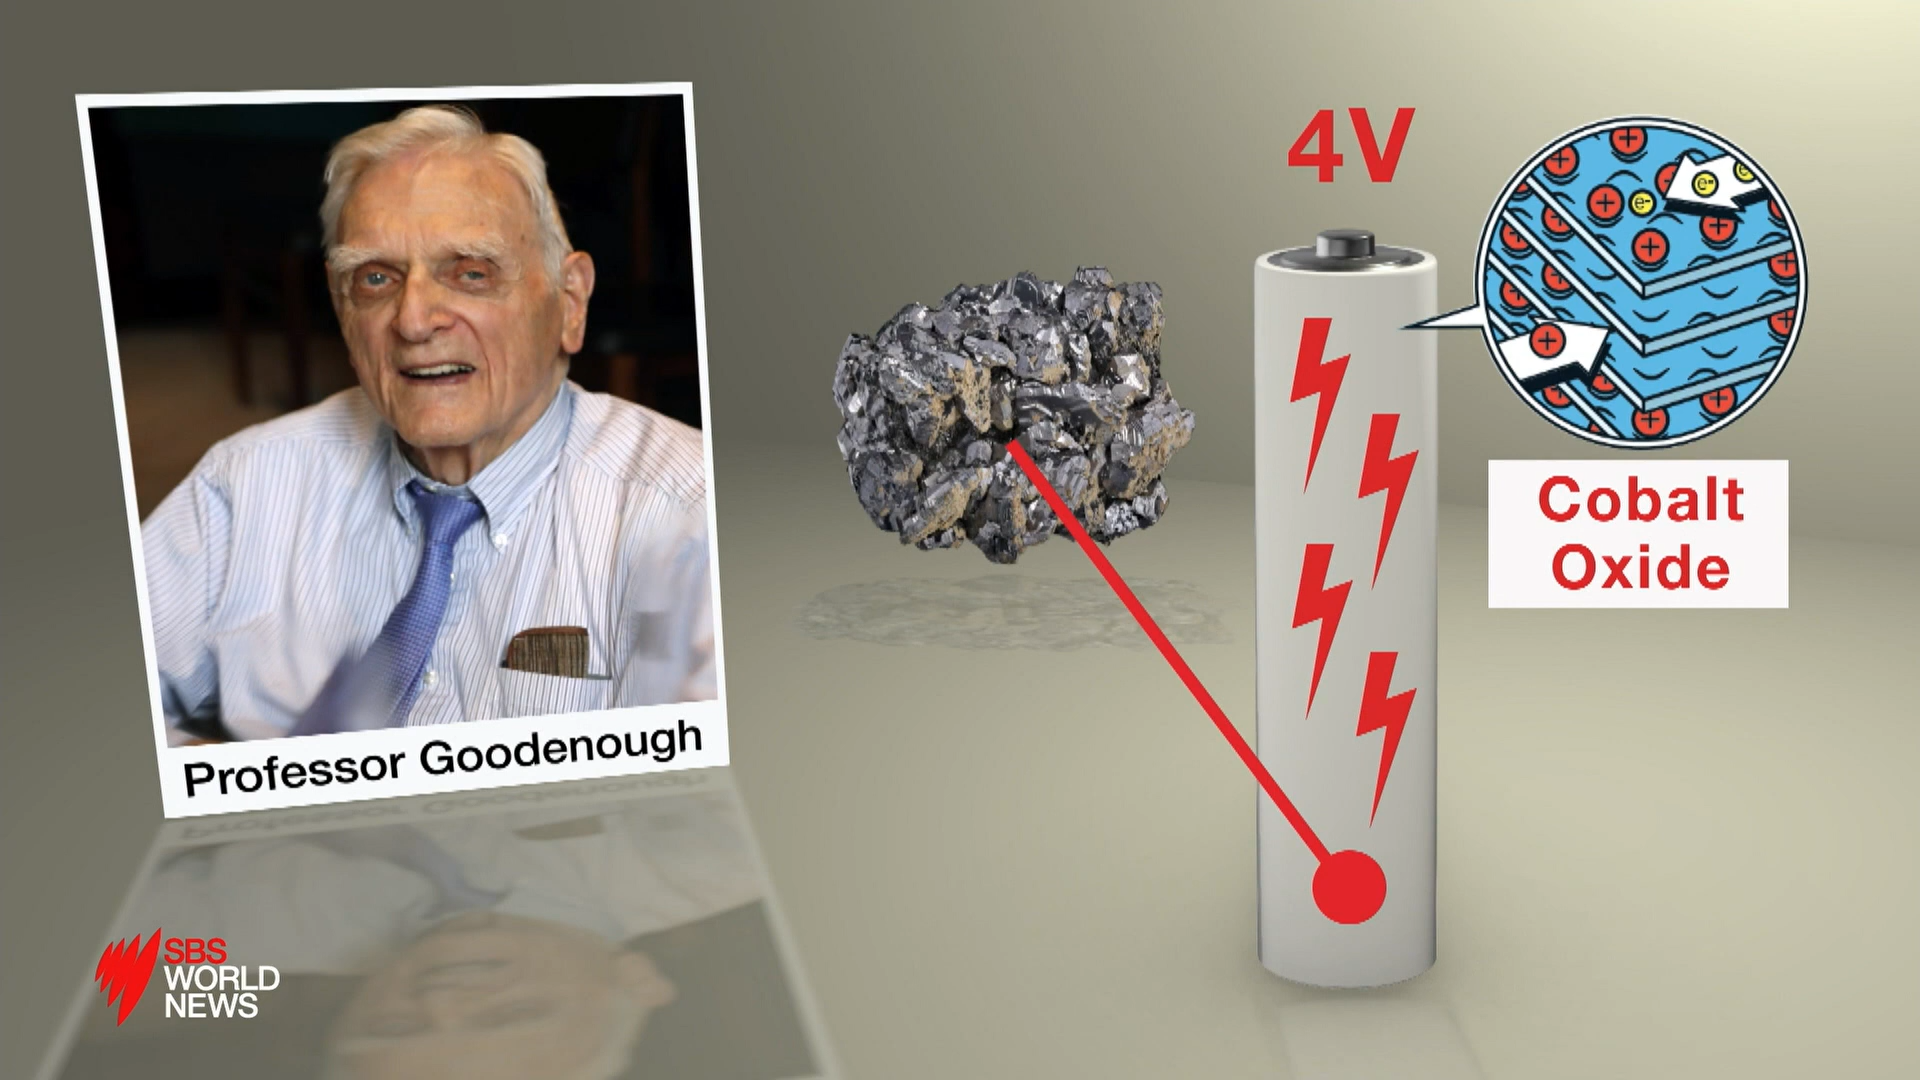 Professor Goodenough
4V
e-
e-
e-
Cobalt
Oxide
SBS
WORLD
NEWS